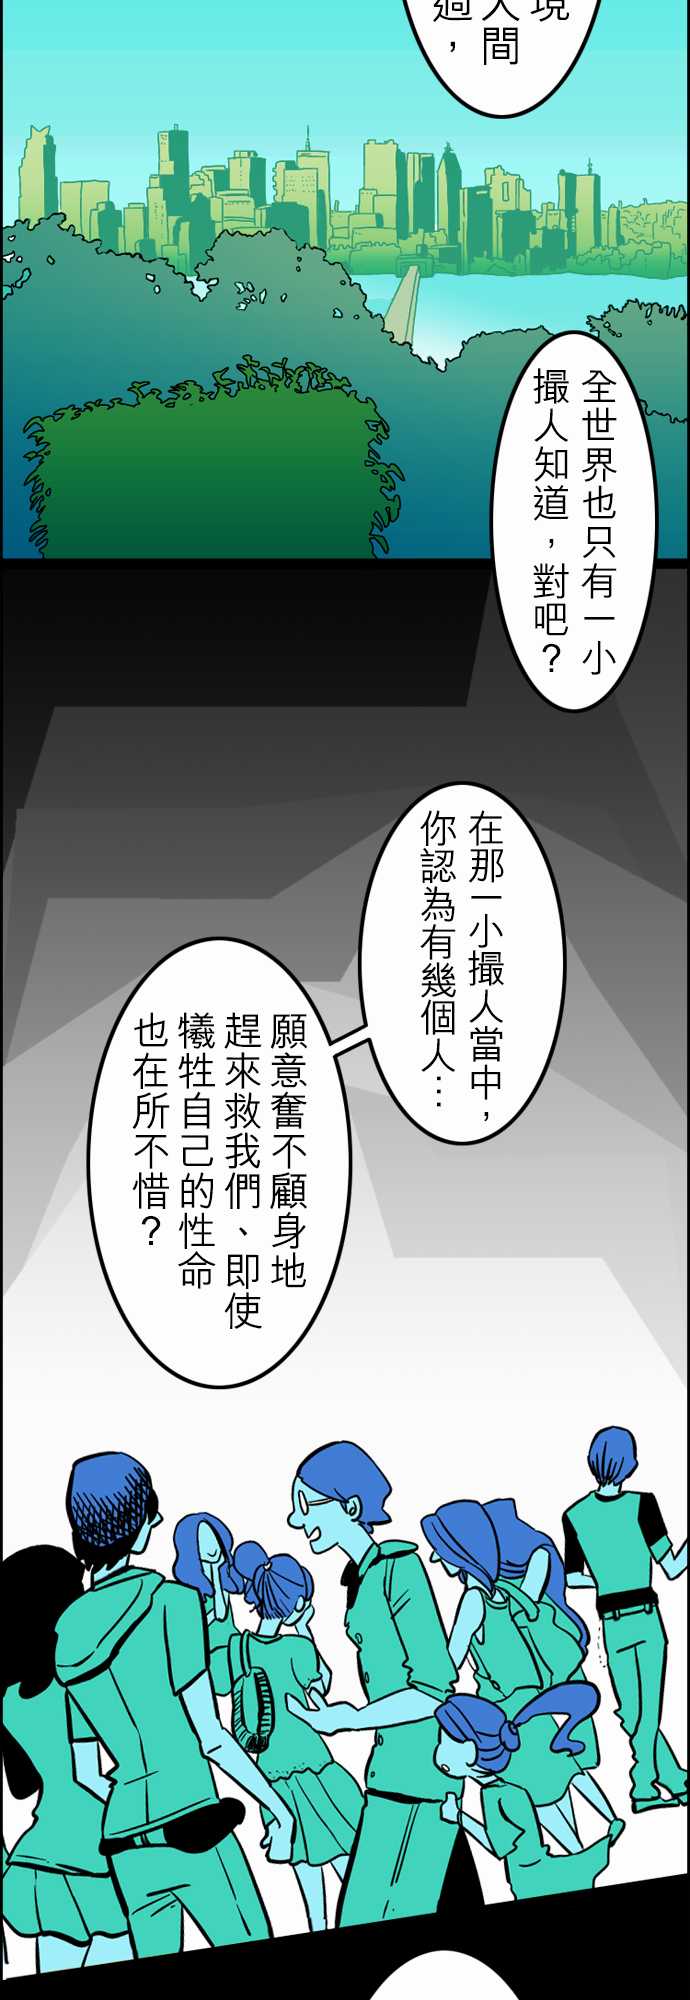 境
人間
過，
全世界也只有一小
撮人知道，對吧？
在那一小撮人當中，
你認為有幾個人…
願意奮不顧身地
趕來救我們、即使
犧牲自己的性命
也在所不惜？